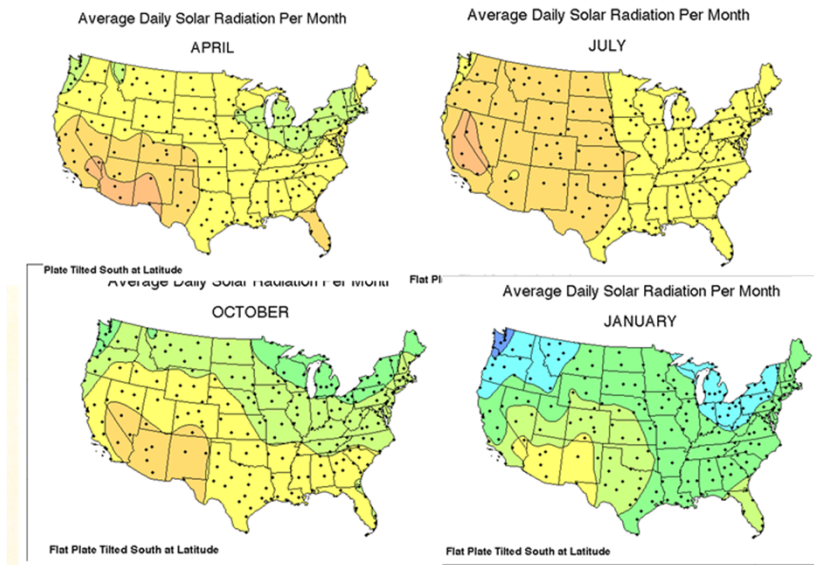 Average Daily Solar Radiation Per Month
APRIL
Plate Tilted South at Latitude
Average Daily Solar Radiation Per Month
JULY
Flat Pl
Average Daily Solar Radiation Per Month
OCTOBER
Flat Plate Tilted South at Latitude
Average Daily Solar Radiation Per Month
JANUARY
Flat Plate Tilted South at Latitude